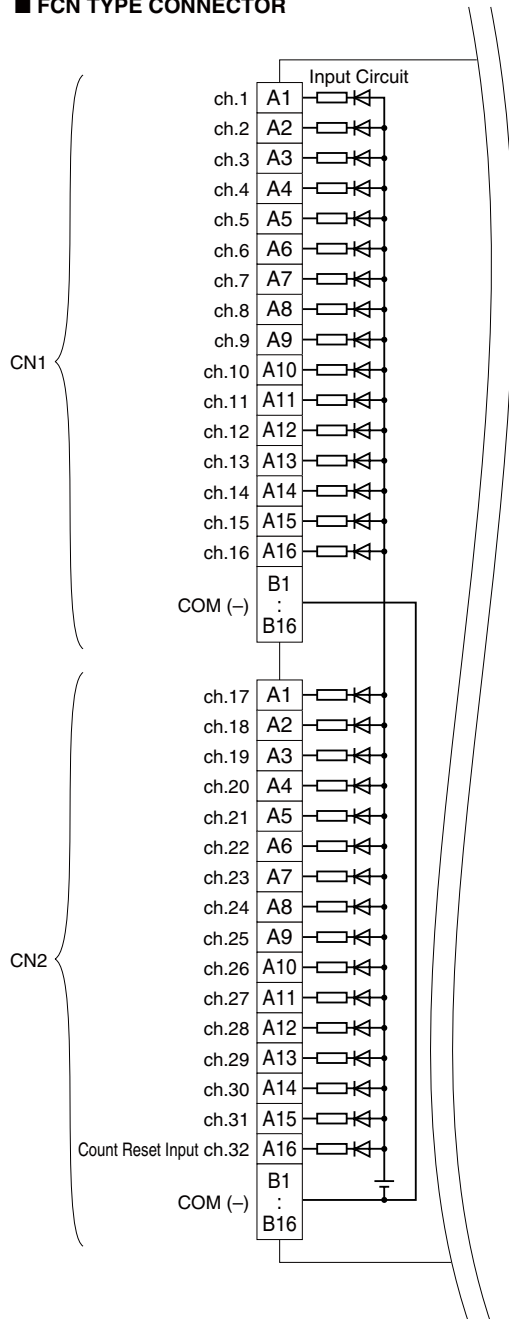 ■ FCN TYPE CONNECTOR
Input Circuit
ch.1 A1
ch.2 A2
ch.3 A3
ch.4 A4
ch.5 A5
ch.6 A6
ch.7 A7
ch.8 A8
ch.9 A9
CN1
ch.10 A10
ch.11 A11
ch.12 A12
ch.13 A13
ch.14 A14
ch.15 A15
ch.16 A16
B1
COM (–) :
B16
ch.17 A1
ch.18 A2
ch.19 A3
ch.20 A4
ch.21 A5
ch.22 A6
ch.23 A7
ch.24 A8
ch.25 A9
CN2
ch.26 A10
ch.27 A11
ch.28 A12
ch.29 A13
ch.30 A14
ch.31 A15
Count Reset Input ch.32 A16
B1
COM (–) :
B16